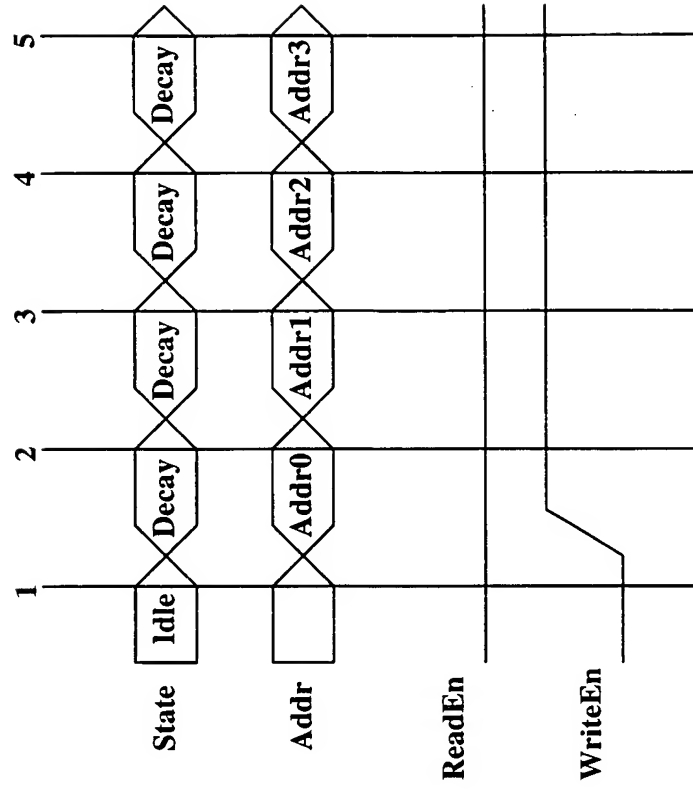 1 2 3 4 5
State Idle Decay Decay Decay Decay
Addr Addr0 Addr1 Addr2 Addr3
ReadEn
WriteEn